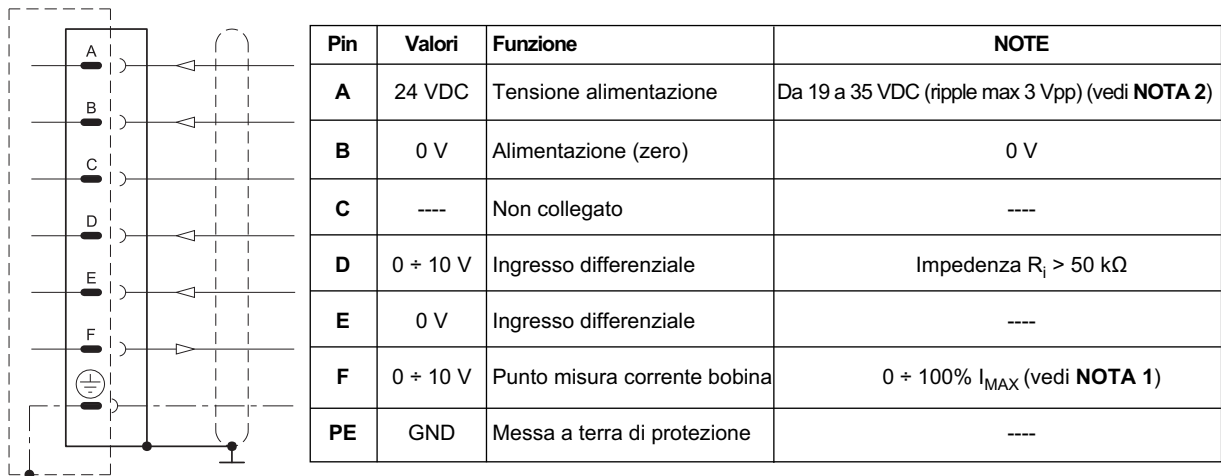 A
B
C
D
E
F
Pin Valori Funzione NOTE
A 24 VDC Tensione alimentazione Da 19 a 35 VDC (ripple max 3 Vpp) (vedi NOTA 2)
B 0 V Alimentazione (zero) 0 V
C ---- Non collegato ----
D 0 ÷ 10 V Ingresso differenziale Impedenza Ri > 50 kΩ
E 0 V Ingresso differenziale ----
F 0 ÷ 10 V Punto misura corrente bobina 0 ÷ 100% IMAX (vedi NOTA 1)
PE GND Messa a terra di protezione ----